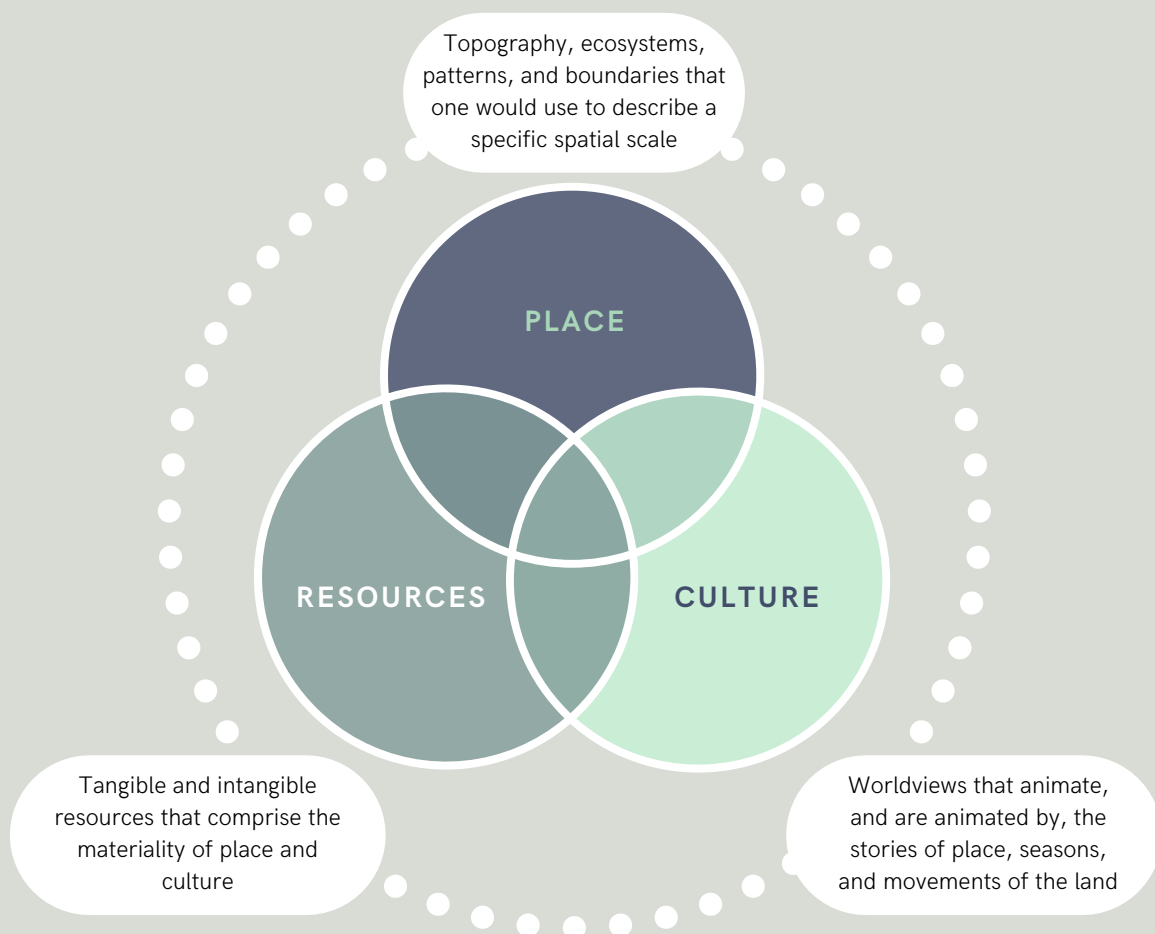 Topography, ecosystems,
patterns, and boundaries that
one would use to describe a
specific spatial scale
PLACE
RESOURCES
CULTURE
Tangible and intangible
resources that comprise the
materiality of place and
culture
Worldviews that animate,
and are animated by, the
stories of place, seasons,
and movements of the land